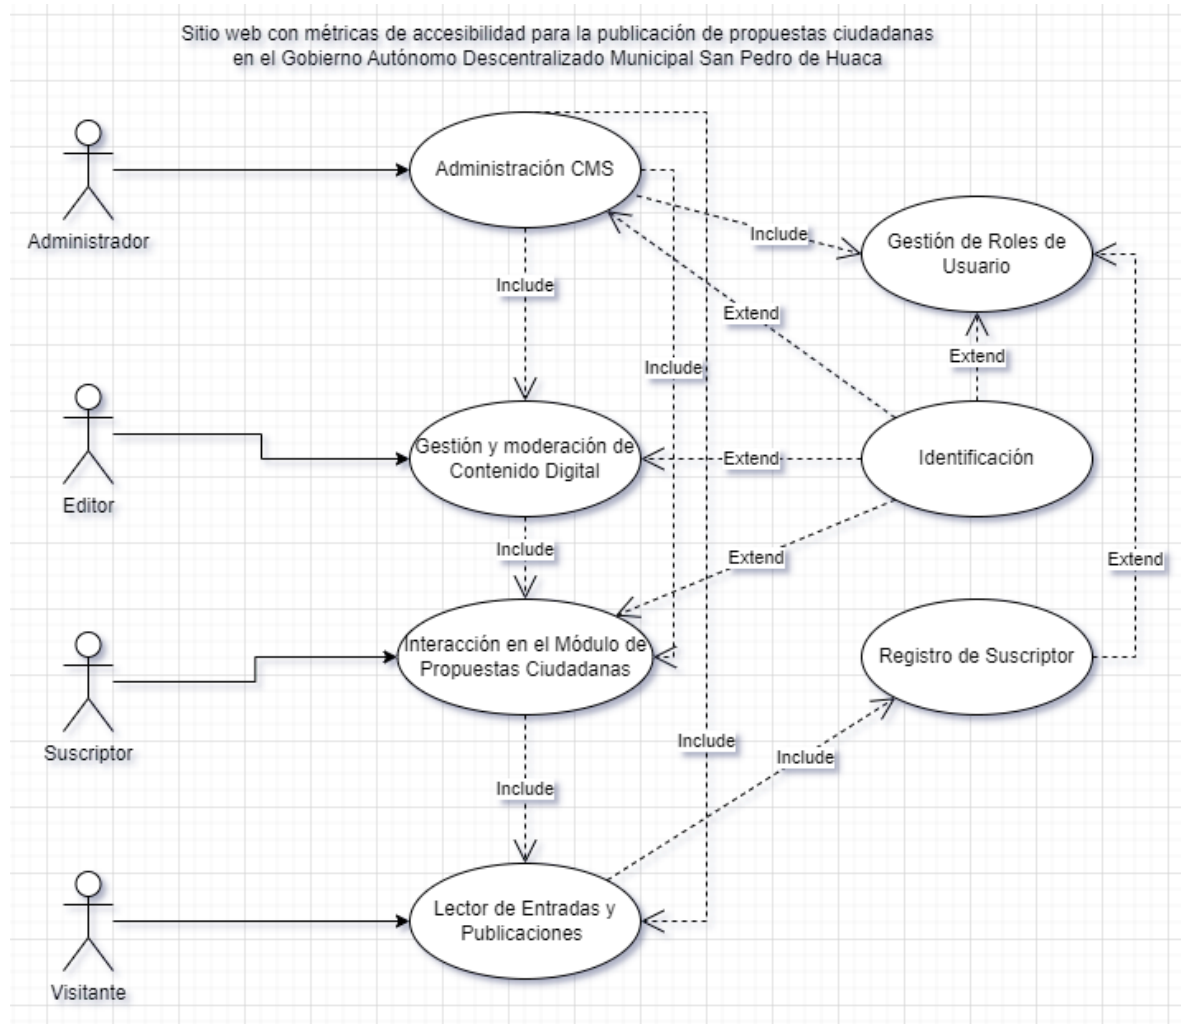 Sitio web con métricas de accesibilidad para la publicación de propuestas ciudadanas
en el Gobierno Autónomo Descentralizado Municipal San Pedro de Huaca
Administración CMS
Administrador
Include
Gestión de Roles de
Usuario
Include
Extend
Extend
Include
Gestión y moderación de
Contenido Digital
Extend
Identificación
Editor
Include
Extend
Extend
Interacción en el Módulo de
Propuestas Ciudadanas
Registro de Suscriptor
Suscriptor
Include
Include
Include
Lector de Entradas y
Publicaciones
Visitante